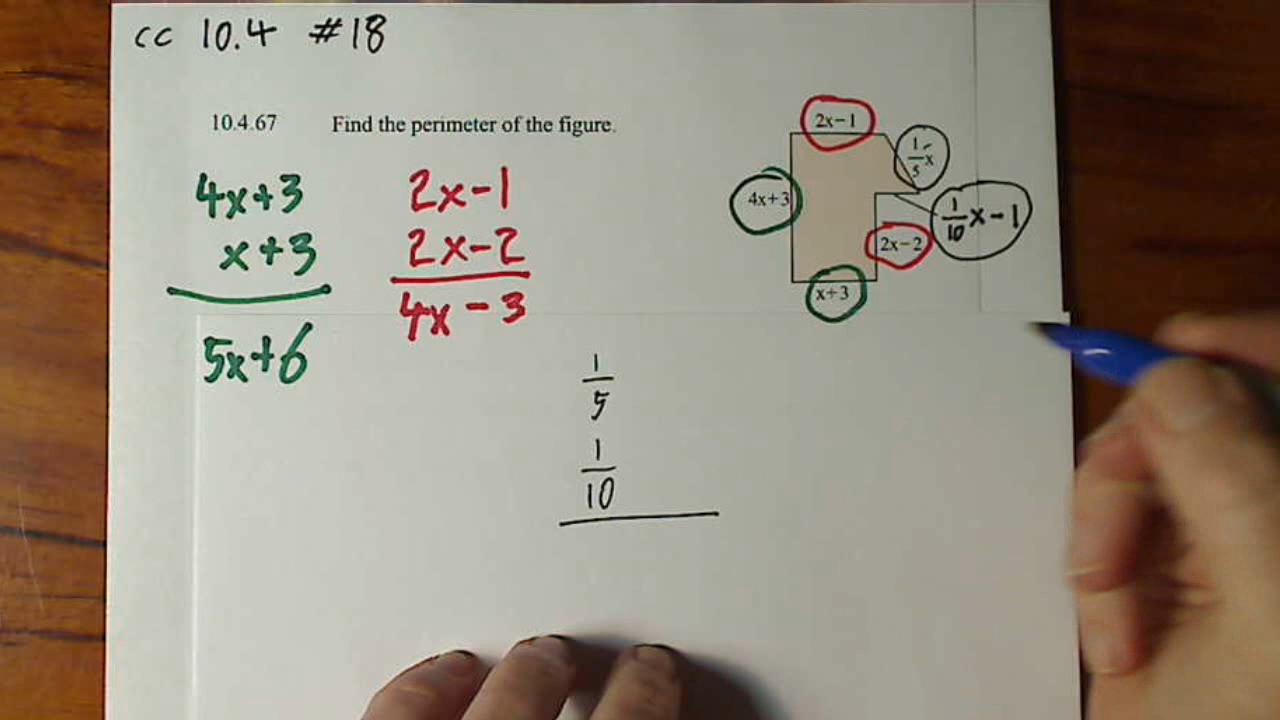 cc 10.4 #18
10.4.67 Find the perimeter of the figure.
2x−1
1/5 x
4x+3
1/10 x−1
2x−2
x+3
4x+3
x+3
5x+6
2x−1
2x−2
4x−3
1/5
1/10